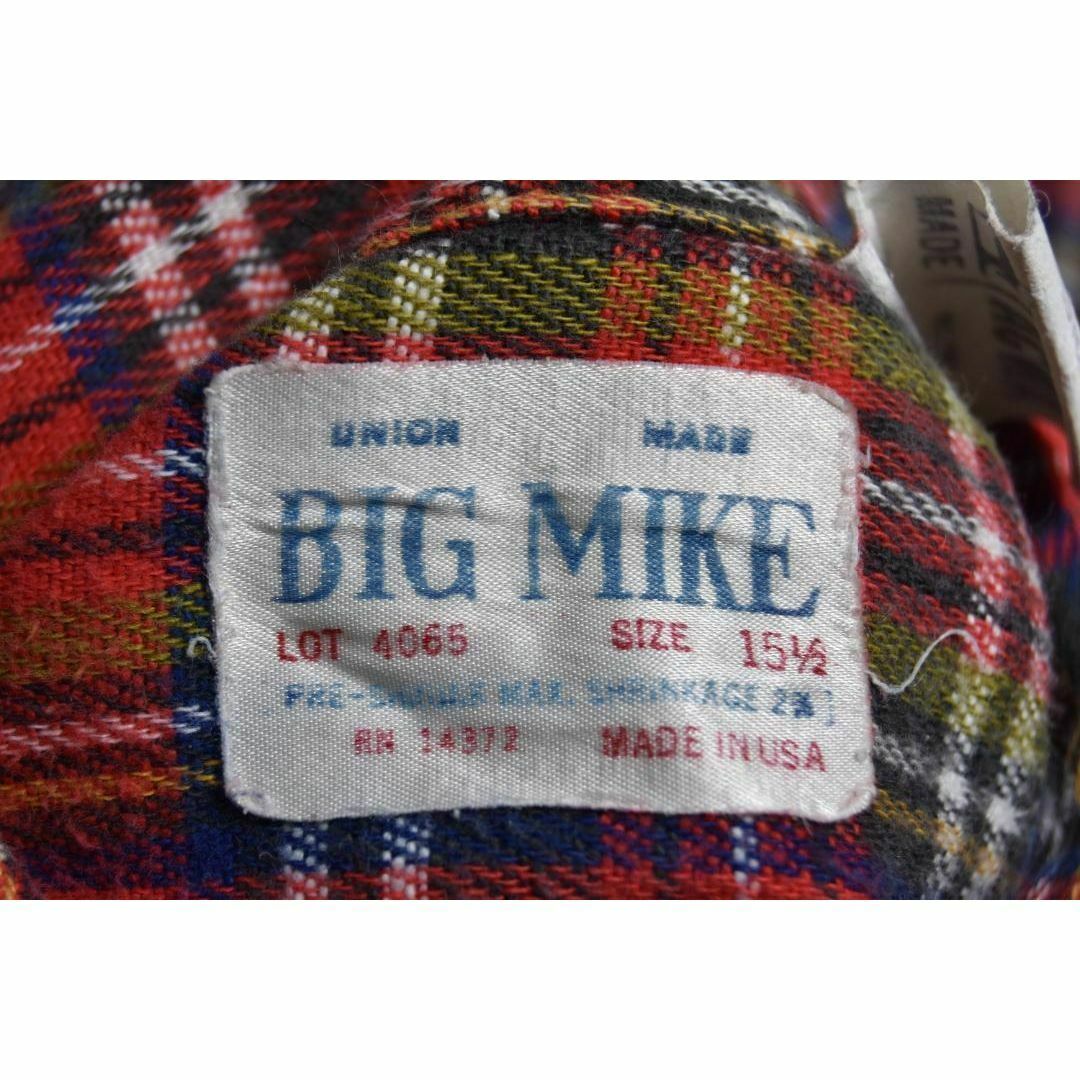 UNION MADE
BIG MIKE
LOT 4065 SIZE 15½
[PRE-SHRUNK MAX. SHRINKAGE 2%]
RN 14372 MADE IN USA
MADE